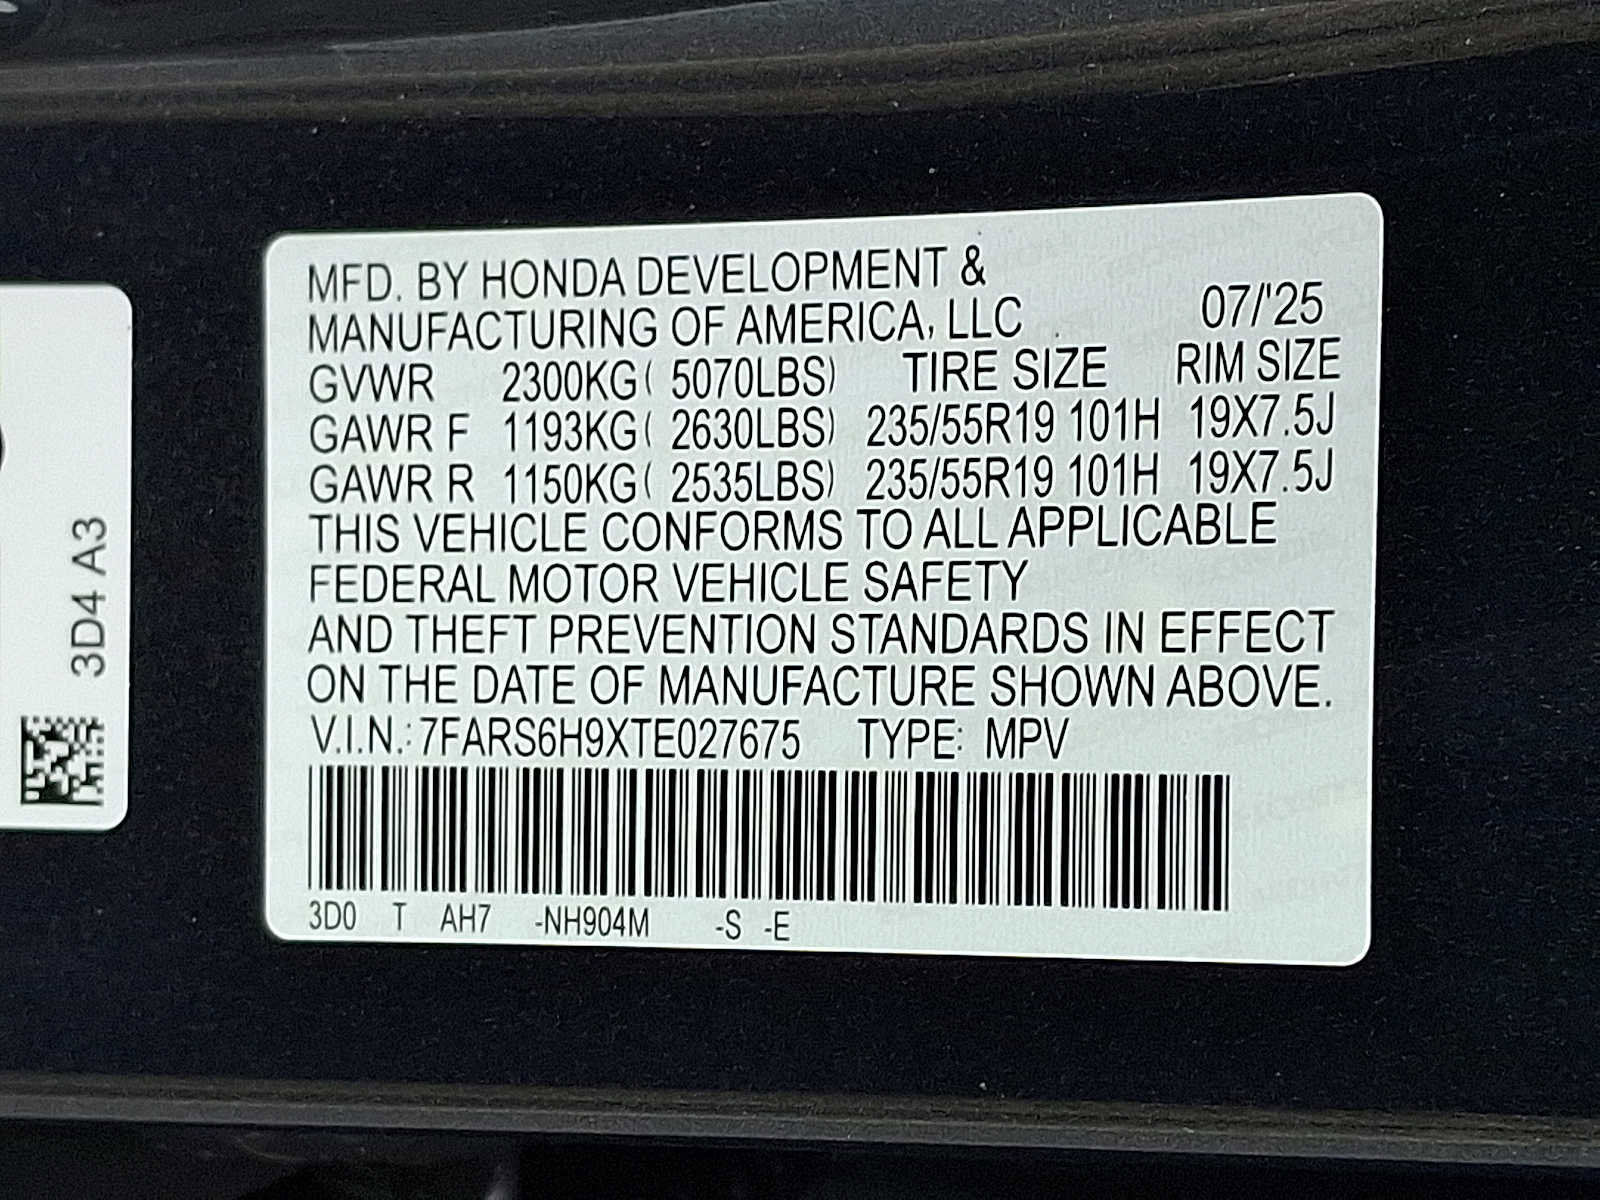 MFD. BY HONDA DEVELOPMENT &
MANUFACTURING OF AMERICA, LLC 07/'25
GVWR 2300KG( 5070LBS) TIRE SIZE RIM SIZE
GAWR F 1193KG( 2630LBS) 235/55R19 101H 19X7.5J
GAWR R 1150KG( 2535LBS) 235/55R19 101H 19X7.5J
THIS VEHICLE CONFORMS TO ALL APPLICABLE
FEDERAL MOTOR VEHICLE SAFETY
AND THEFT PREVENTION STANDARDS IN EFFECT
ON THE DATE OF MANUFACTURE SHOWN ABOVE.
V.I.N.: 7FARS6H9XTE027675 TYPE: MPV
3D0 T AH7 -NH904M -S -E
3D4 A3